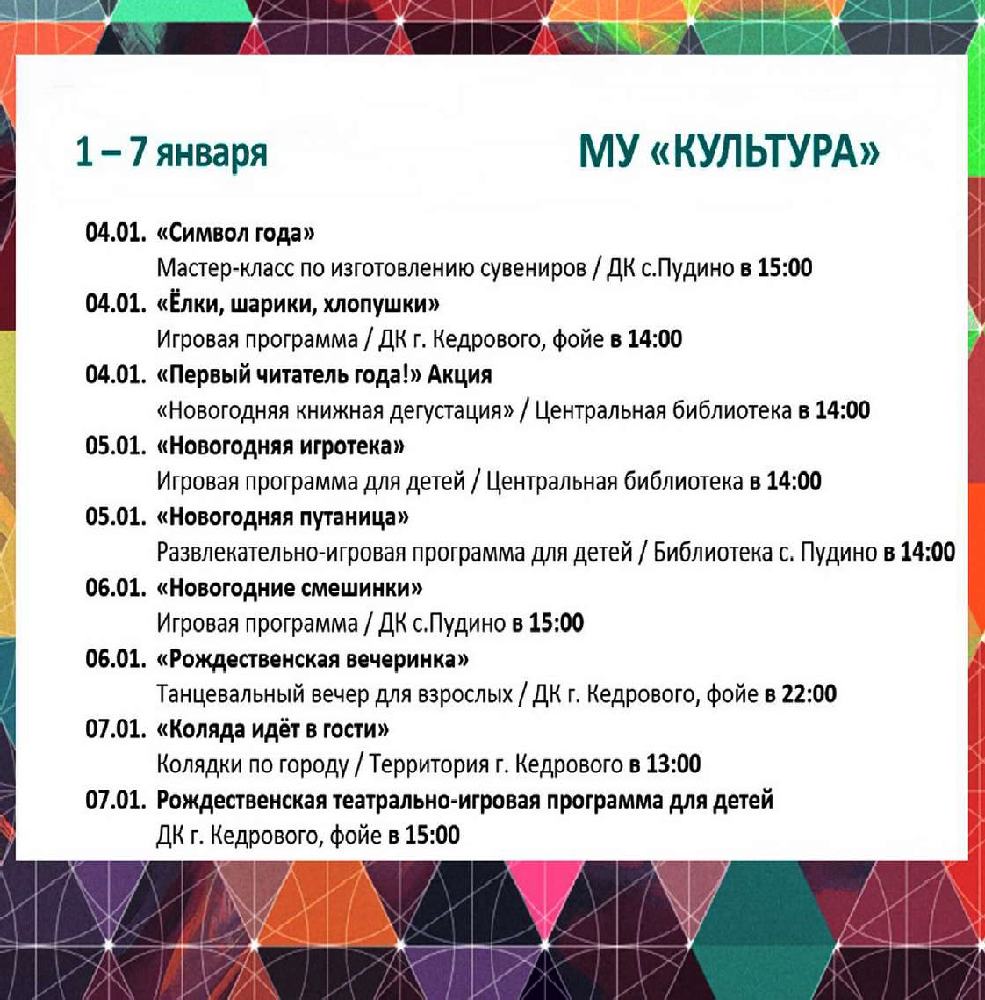 1 – 7 января
МУ «КУЛЬТУРА»
04.01. «Символ года»
Мастер-класс по изготовлению сувениров / ДК с.Пудино в 15:00
04.01. «Ёлки, шарики, хлопушки»
Игровая программа / ДК г. Кедрового, фойе в 14:00
04.01. «Первый читатель года!» Акция
«Новогодняя книжная дегустация» / Центральная библиотека в 14:00
05.01. «Новогодняя игротека»
Игровая программа для детей / Центральная библиотека в 14:00
05.01. «Новогодняя путаница»
Развлекательно-игровая программа для детей / Библиотека с. Пудино в 14:00
06.01. «Новогодние смешинки»
Игровая программа / ДК с.Пудино в 15:00
06.01. «Рождественская вечеринка»
Танцевальный вечер для взрослых / ДК г. Кедрового, фойе в 22:00
07.01. «Коляда идёт в гости»
Колядки по городу / Территория г. Кедрового в 13:00
07.01. Рождественская театрально-игровая программа для детей
ДК г. Кедрового, фойе в 15:00